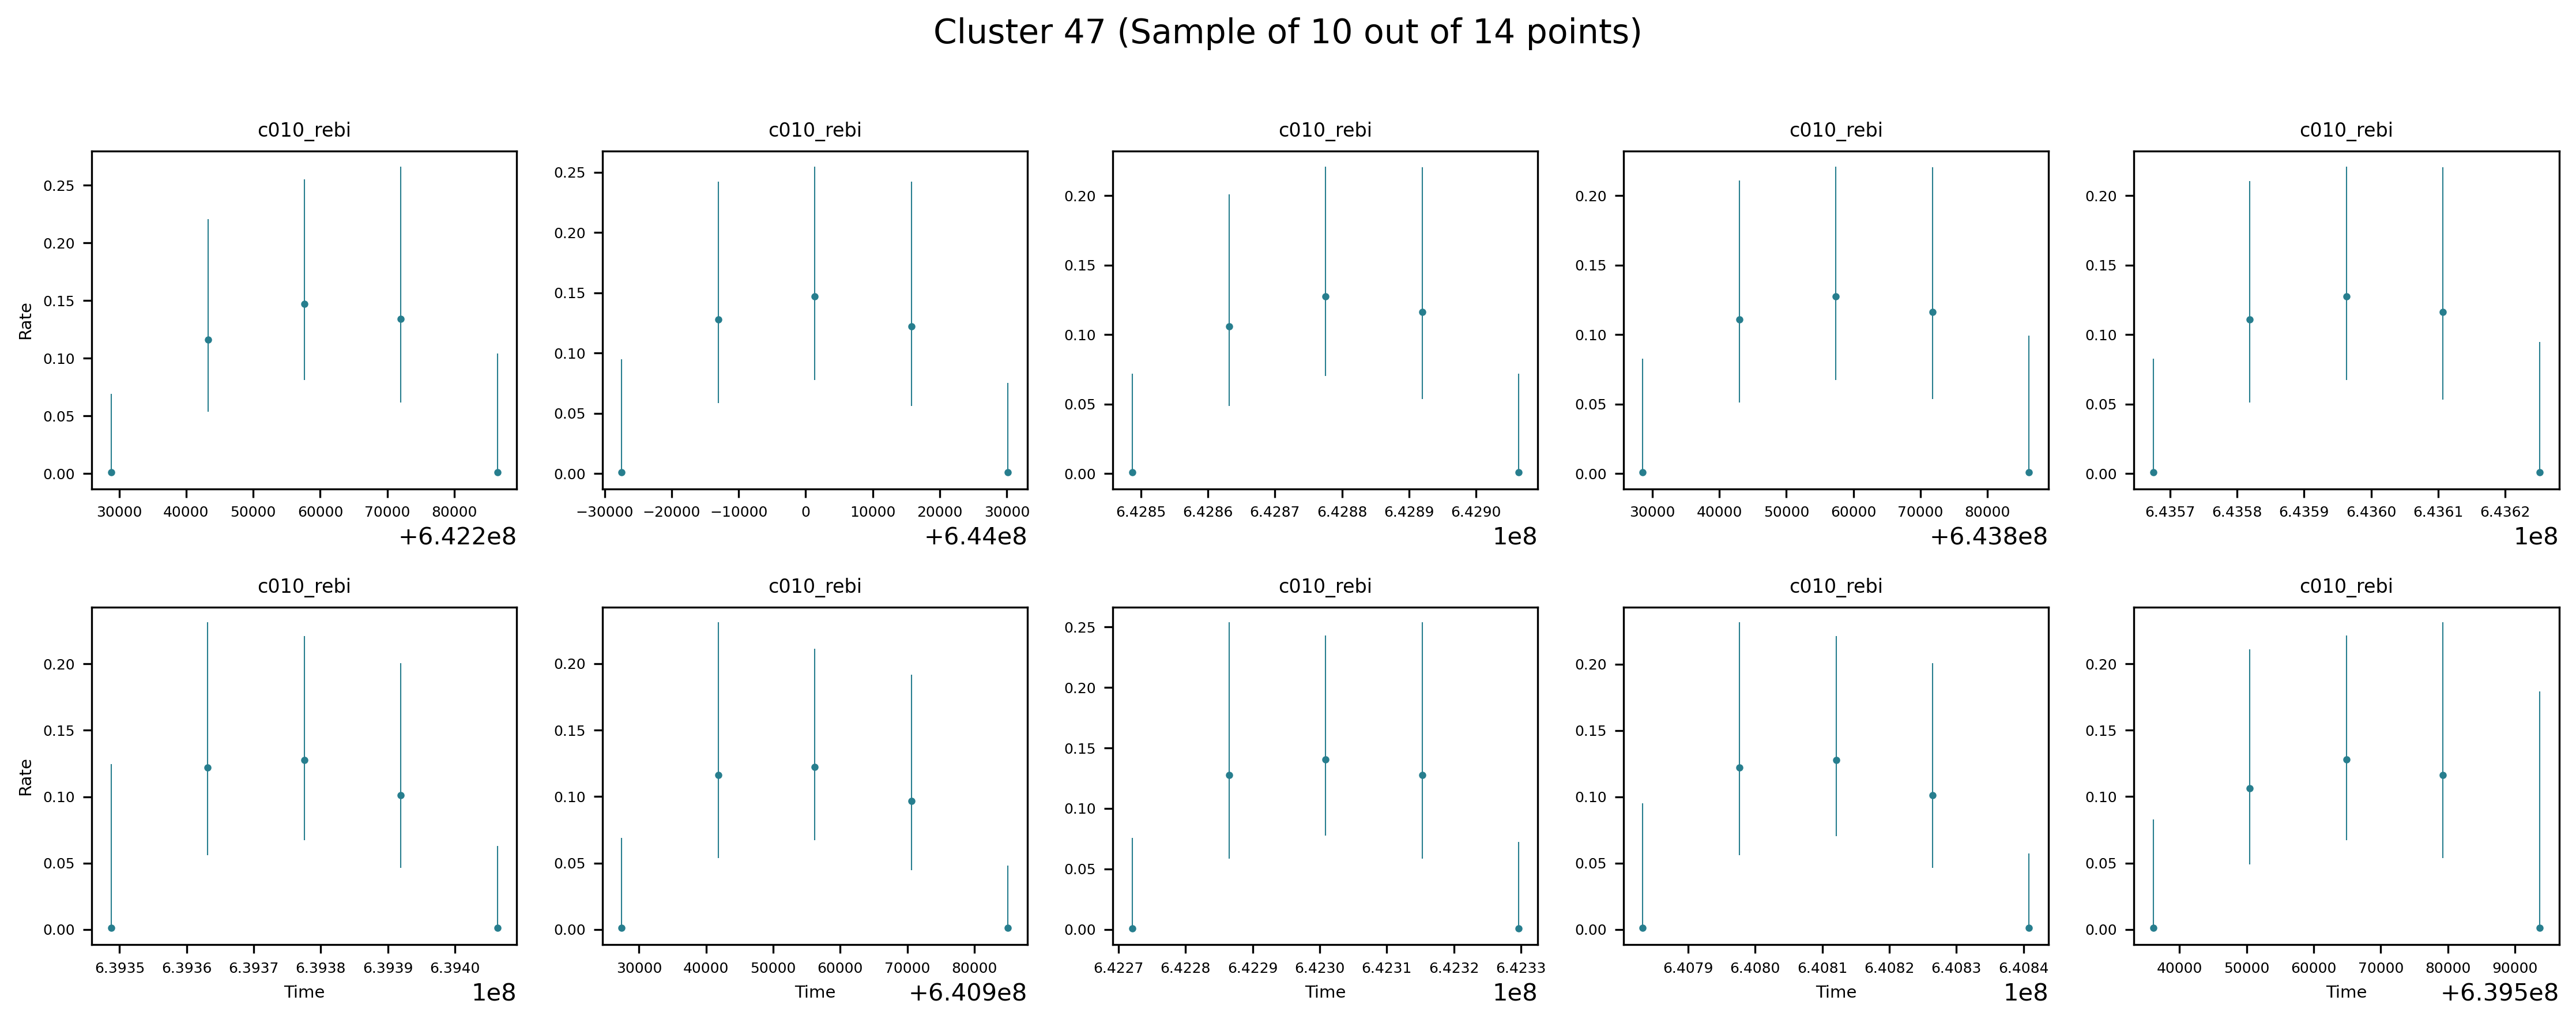 Cluster 47 (Sample of 10 out of 14 points)
c010_rebi c010_rebi c010_rebi c010_rebi c010_rebi
Rate
0.25 0.20 0.15 0.10 0.05 0.00
0.25 0.20 0.15 0.10 0.05 0.00
0.20 0.15 0.10 0.05 0.00
0.20 0.15 0.10 0.05 0.00
0.20 0.15 0.10 0.05 0.00
30000 40000 50000 60000 70000 80000
−30000 −20000 −10000 0 10000 20000 30000
6.4285 6.4286 6.4287 6.4288 6.4289 6.4290
30000 40000 50000 60000 70000 80000
6.4357 6.4358 6.4359 6.4360 6.4361 6.4362
+6.422e8 +6.44e8 1e8 +6.438e8 1e8
c010_rebi c010_rebi c010_rebi c010_rebi c010_rebi
Rate
0.20 0.15 0.10 0.05 0.00
0.20 0.15 0.10 0.05 0.00
0.25 0.20 0.15 0.10 0.05 0.00
0.20 0.15 0.10 0.05 0.00
0.20 0.15 0.10 0.05 0.00
6.3935 6.3936 6.3937 6.3938 6.3939 6.3940
30000 40000 50000 60000 70000 80000
6.4227 6.4228 6.4229 6.4230 6.4231 6.4232 6.4233
6.4079 6.4080 6.4081 6.4082 6.4083 6.4084
40000 50000 60000 70000 80000 90000
Time 1e8 Time +6.409e8 Time 1e8 Time 1e8 Time +6.395e8